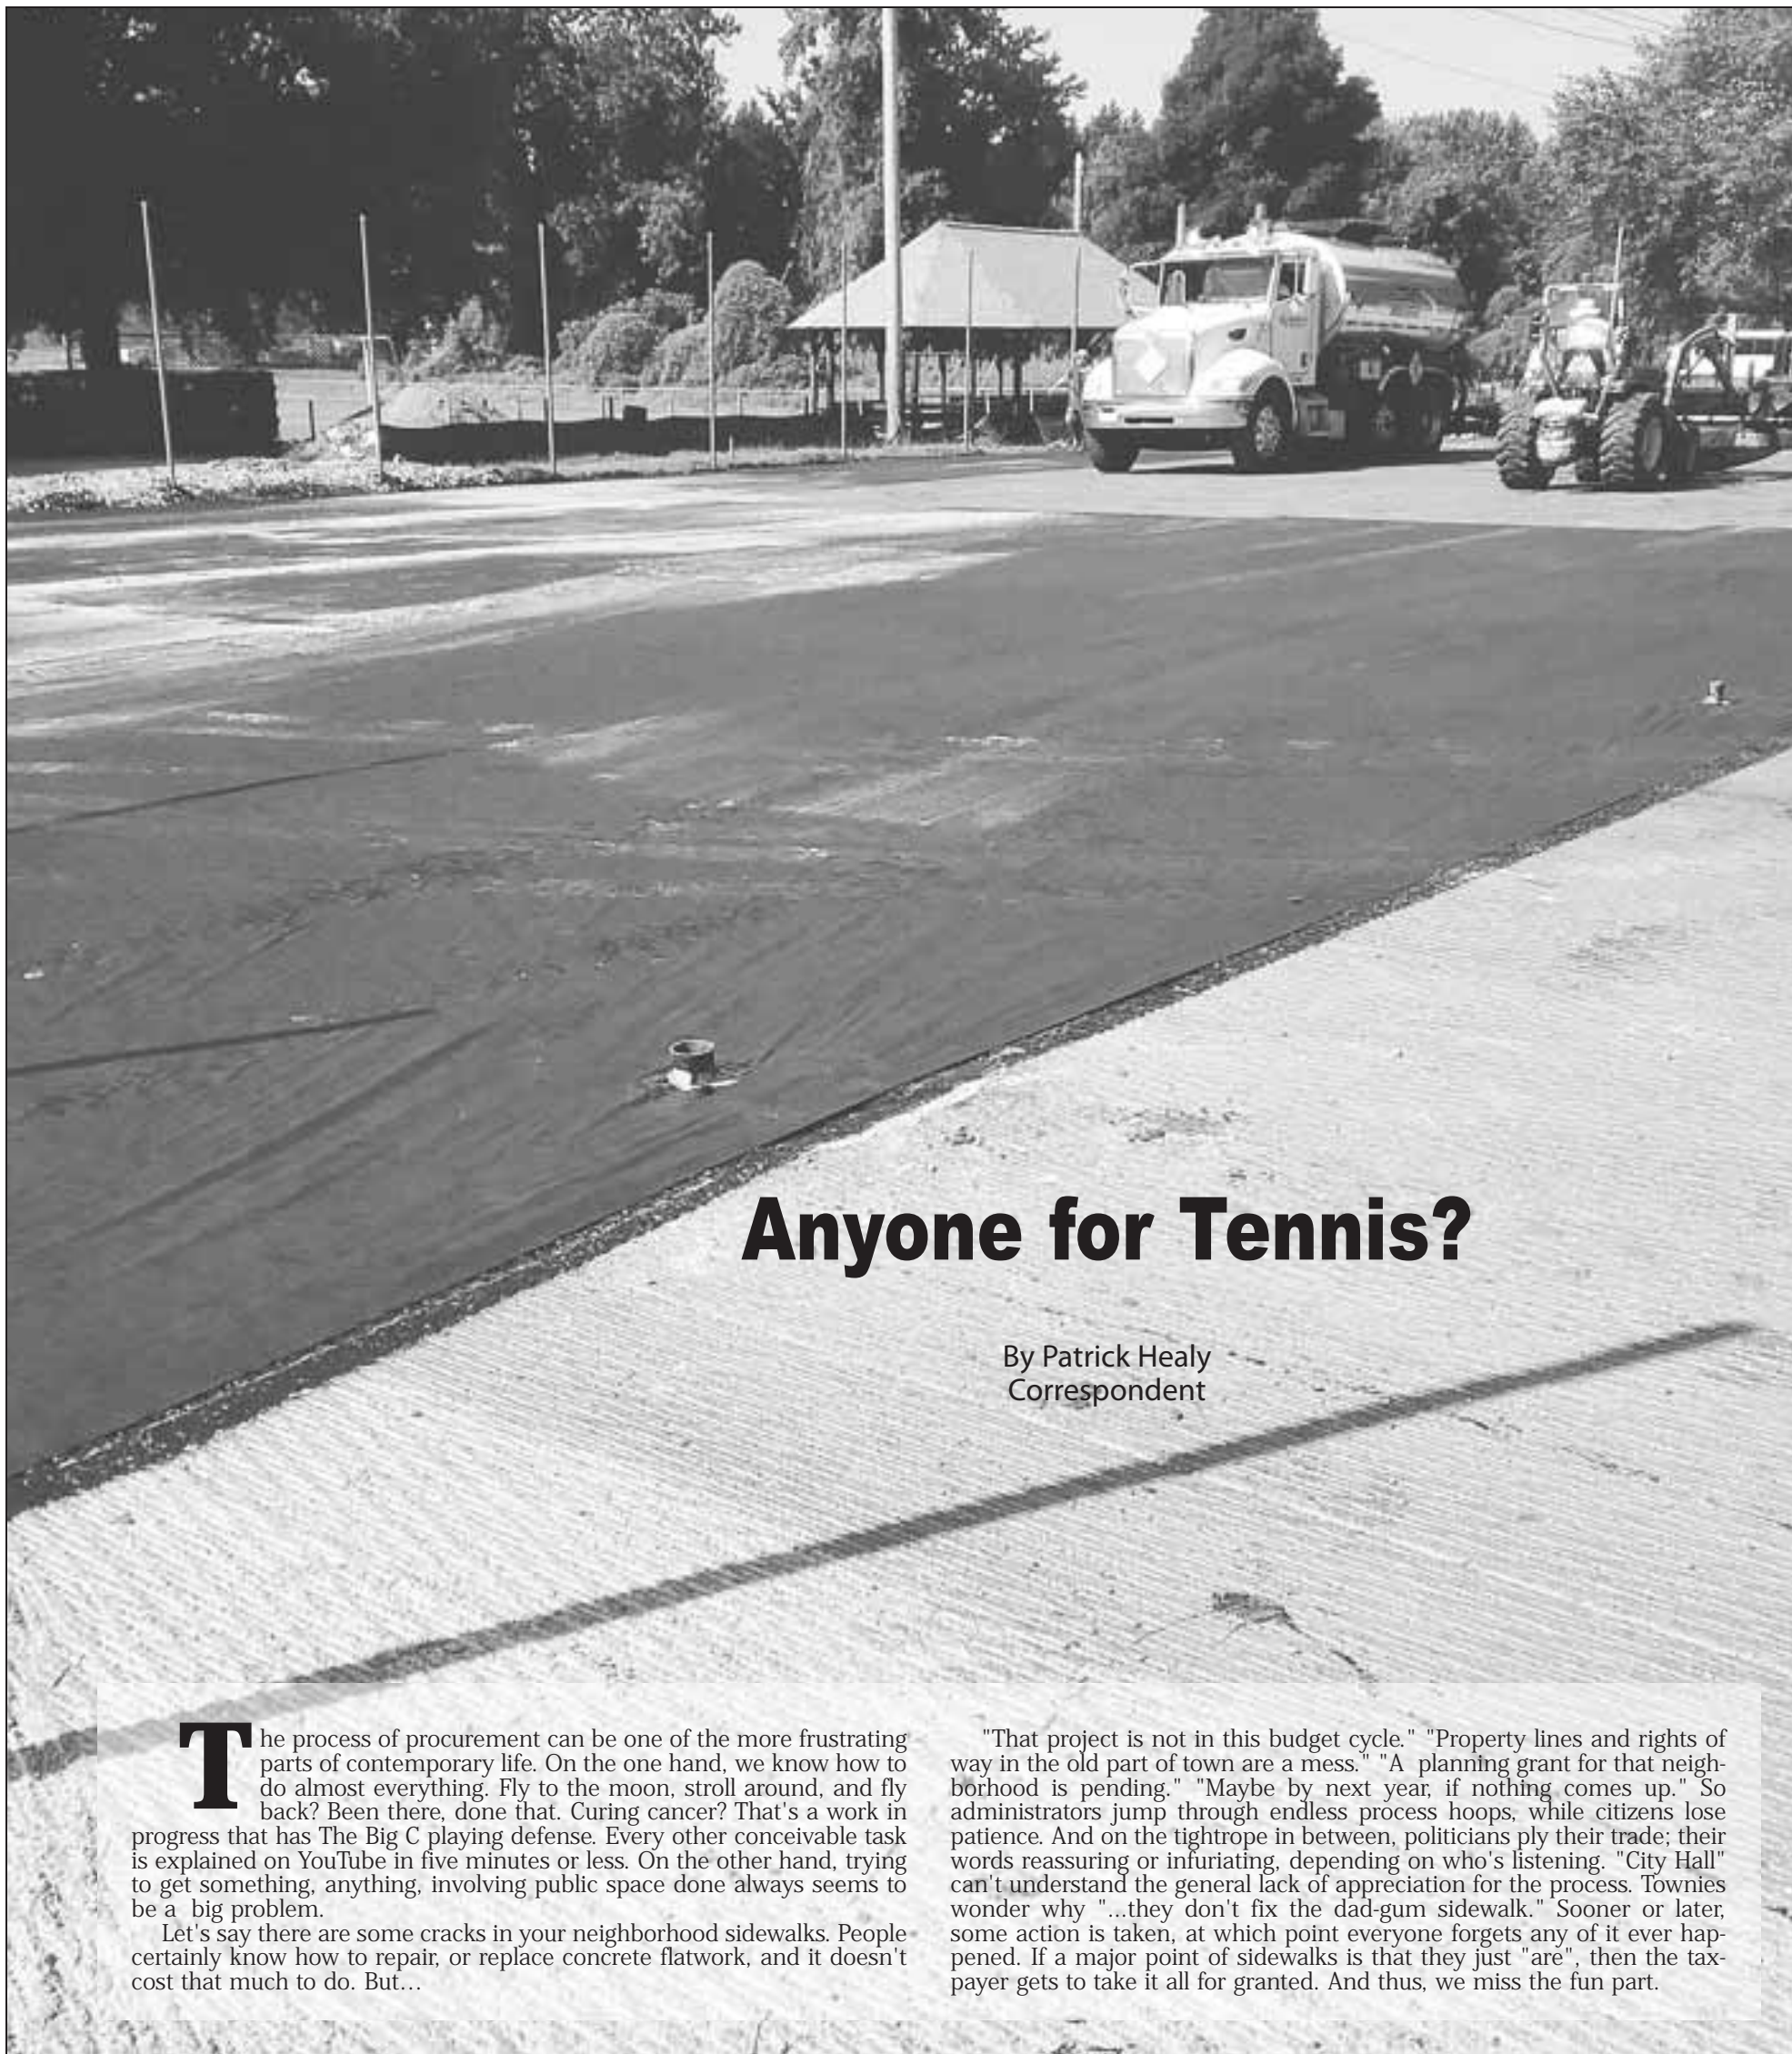 Anyone for Tennis?
By Patrick Healy
Correspondent
The process of procurement can be one of the more frustrating
parts of contemporary life. On the one hand, we know how to
do almost everything. Fly to the moon, stroll around, and fly
back? Been there, done that. Curing cancer? That's a work in
progress that has The Big C playing defense. Every other conceivable task
is explained on YouTube in five minutes or less. On the other hand, trying
to get something, anything, involving public space done always seems to
be a big problem.
Let's say there are some cracks in your neighborhood sidewalks. People
certainly know how to repair, or replace concrete flatwork, and it doesn't
cost that much to do. But…
"That project is not in this budget cycle." "Property lines and rights of
way in the old part of town are a mess." "A planning grant for that neigh-
borhood is pending." "Maybe by next year, if nothing comes up." So
administrators jump through endless process hoops, while citizens lose
patience. And on the tightrope in between, politicians ply their trade; their
words reassuring or infuriating, depending on who's listening. "City Hall"
can't understand the general lack of appreciation for the process. Townies
wonder why "...they don't fix the dad-gum sidewalk." Sooner or later,
some action is taken, at which point everyone forgets any of it ever hap-
pened. If a major point of sidewalks is that they just "are", then the tax-
payer gets to take it all for granted. And thus, we miss the fun part.